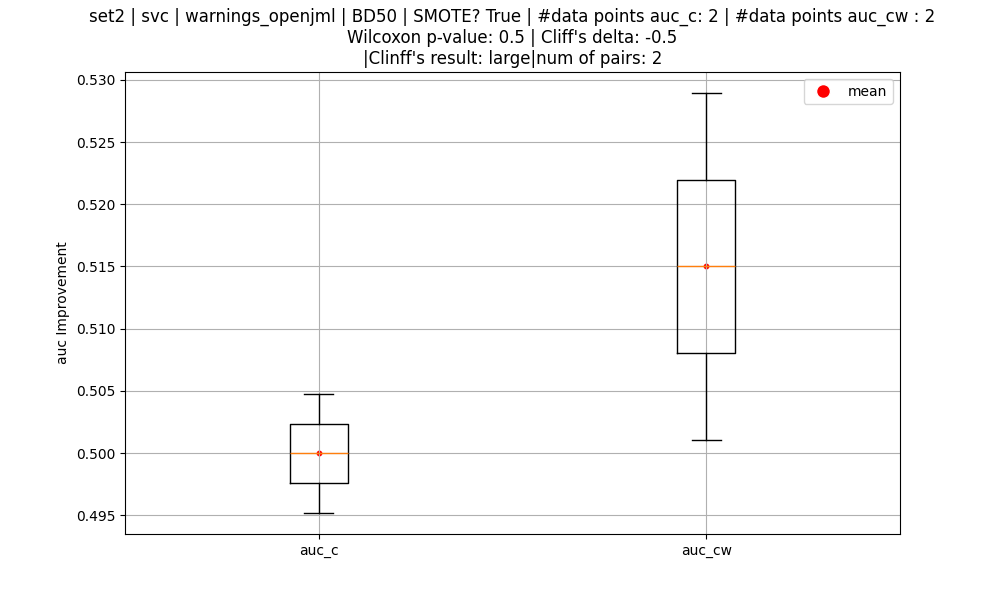 set2 | svc | warnings_openjml | BD50 | SMOTE? True | #data points auc_c: 2 | #data points auc_cw : 2
Wilcoxon p-value: 0.5 | Cliff's delta: -0.5
|Clinff's result: large|num of pairs: 2
mean
auc Improvement
0.530
0.525
0.520
0.515
0.510
0.505
0.500
0.495
auc_c
auc_cw